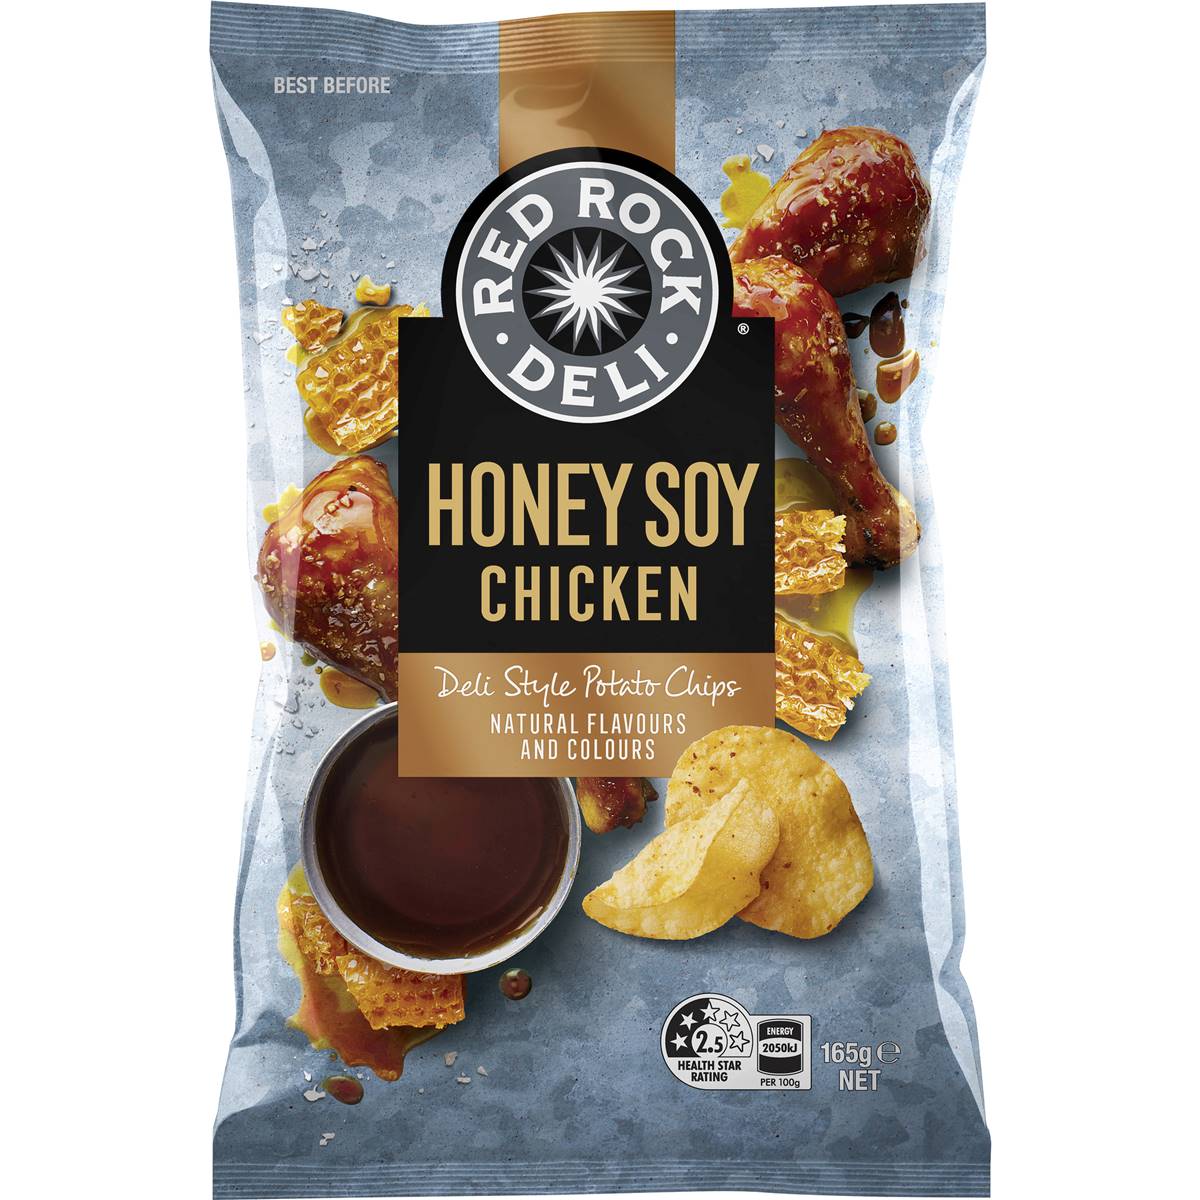 BEST BEFORE
RED ROCK
DELI
®
HONEY SOY
CHICKEN
Deli Style Potato Chips
NATURAL FLAVOURS
AND COLOURS
2.5
HEALTH STAR
RATING
ENERGY
2050kJ
PER 100g
165g e
NET